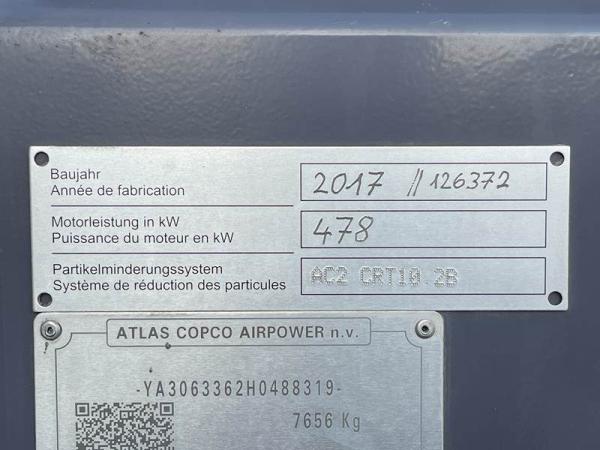 Baujahr
Année de fabrication
2017 // 126372
Motorleistung in kW
Puissance du moteur en kW
478
Partikelminderungssystem
Système de réduction des particules
AC2 CRT10.2B
ATLAS COPCO AIRPOWER n.v.
-YA3063362H0488319-
7656 Kg